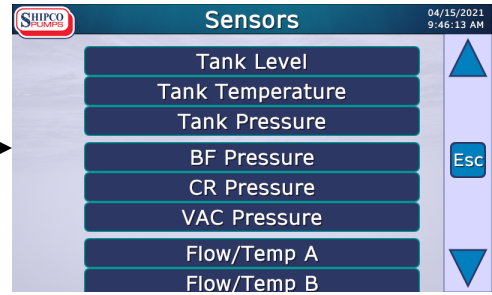 SHIPCO
PUMPS
Sensors
04/15/2021
9:46:13 AM
Tank Level
Tank Temperature
Tank Pressure
BF Pressure
Esc
CR Pressure
VAC Pressure
Flow/Temp A
Flow/Temp B